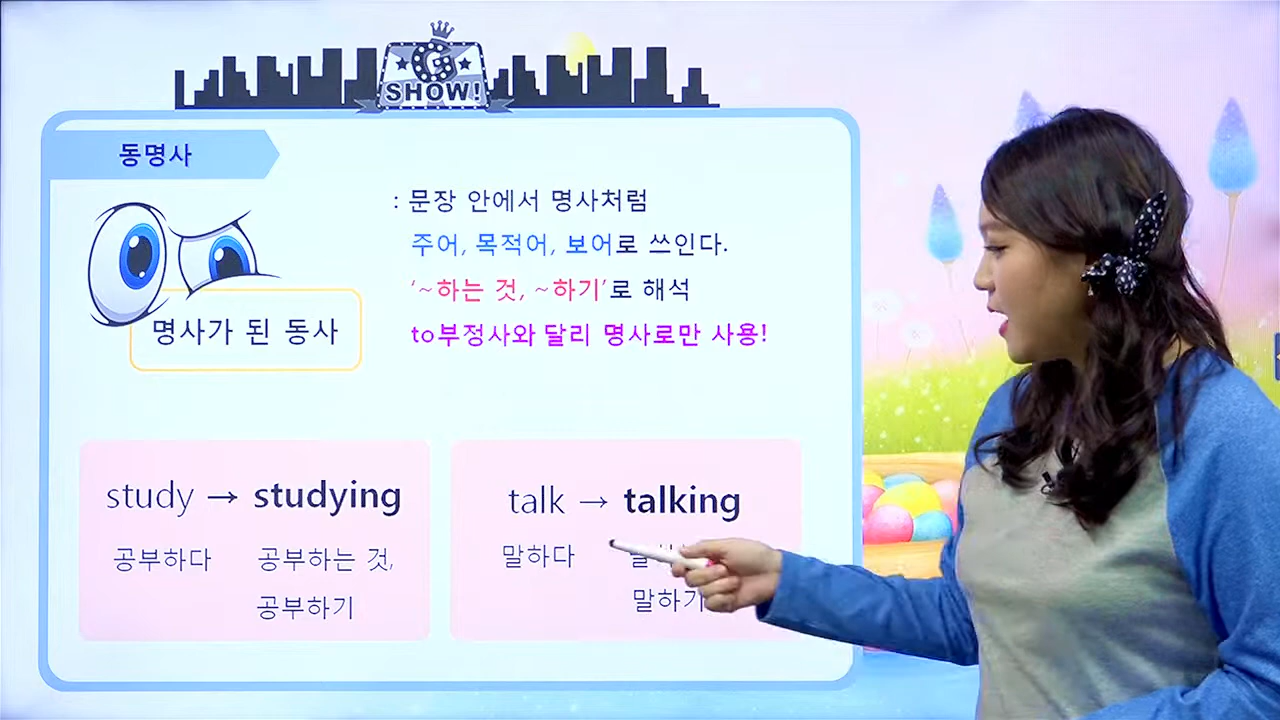 G
SHOW!
동명사
: 문장 안에서 명사처럼
주어, 목적어, 보어로 쓰인다.
‘~하는 것, ~하기’로 해석
to부정사와 달리 명사로만 사용!
명사가 된 동사
study → studying
공부하다 공부하는 것,
공부하기
talk → talking
말하다
말하기